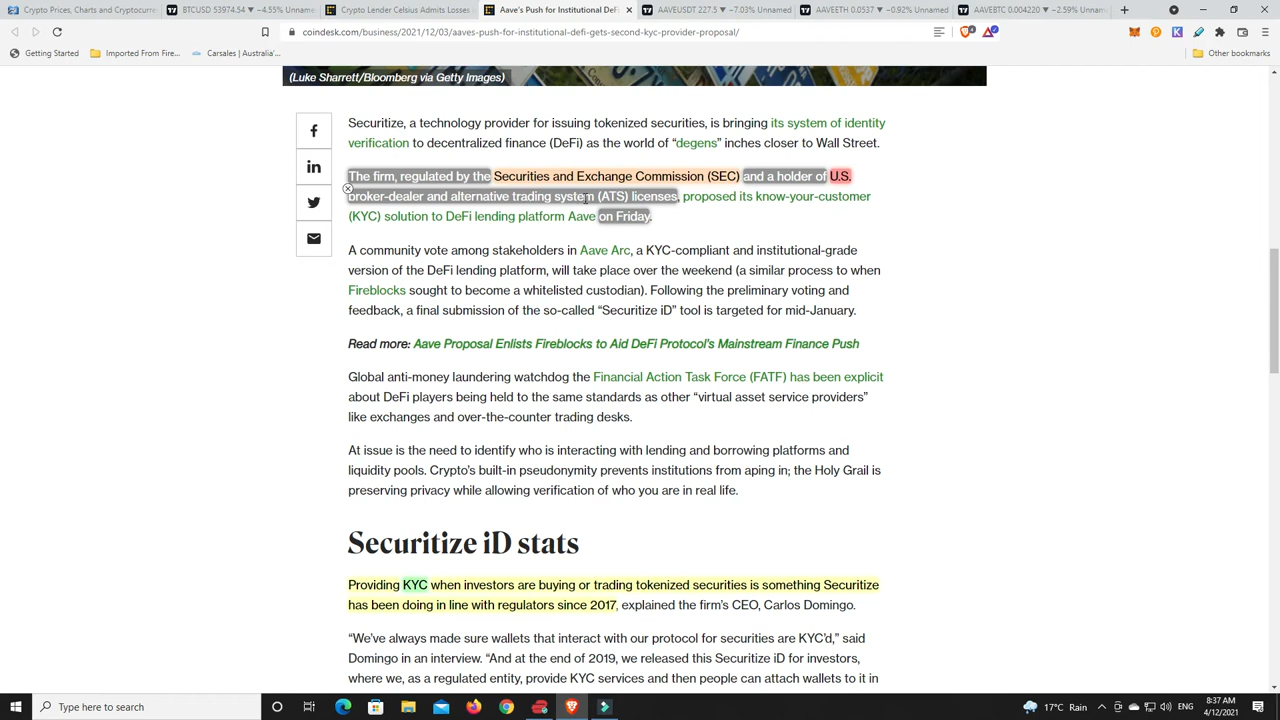 Crypto Prices, Charts and Cryptocurre
BTCUSD 53974.54 ▼ −4.55% Unname
Crypto Lender Celsius Admits Losses
Aave's Push for Institutional DeFi
AAVEUSDT 227.5 ▼ −7.03% Unnamed
AAVEETH 0.0537 ▼ −0.92% Unnamed
AAVEBTC 0.004220 ▼ −2.59% Unnam
coindesk.com/business/2021/12/03/aaves-push-for-institutional-defi-gets-second-kyc-provider-proposal/
Getting Started
Imported From Fire...
Carsales | Australia'...
Other bookmarks
(Luke Sharrett/Bloomberg via Getty Images)
Securitize, a technology provider for issuing tokenized securities, is bringing its system of identity
verification to decentralized finance (DeFi) as the world of “degens” inches closer to Wall Street.
The firm, regulated by the Securities and Exchange Commission (SEC) and a holder of U.S.
broker-dealer and alternative trading system (ATS) licenses, proposed its know-your-customer
(KYC) solution to DeFi lending platform Aave on Friday.
A community vote among stakeholders in Aave Arc, a KYC-compliant and institutional-grade
version of the DeFi lending platform, will take place over the weekend (a similar process to when
Fireblocks sought to become a whitelisted custodian). Following the preliminary voting and
feedback, a final submission of the so-called “Securitize iD” tool is targeted for mid-January.
Read more: Aave Proposal Enlists Fireblocks to Aid DeFi Protocol's Mainstream Finance Push
Global anti-money laundering watchdog the Financial Action Task Force (FATF) has been explicit
about DeFi players being held to the same standards as other “virtual asset service providers”
like exchanges and over-the-counter trading desks.
At issue is the need to identify who is interacting with lending and borrowing platforms and
liquidity pools. Crypto's built-in pseudonymity prevents institutions from aping in; the Holy Grail is
preserving privacy while allowing verification of who you are in real life.
Securitize iD stats
Providing KYC when investors are buying or trading tokenized securities is something Securitize
has been doing in line with regulators since 2017, explained the firm's CEO, Carlos Domingo.
“We've always made sure wallets that interact with our protocol for securities are KYC'd,” said
Domingo in an interview. “And at the end of 2019, we released this Securitize iD for investors,
where we, as a regulated entity, provide KYC services and then people can attach wallets to it in
Type here to search
17°C Rain
ENG
8:37 AM
4/12/2021